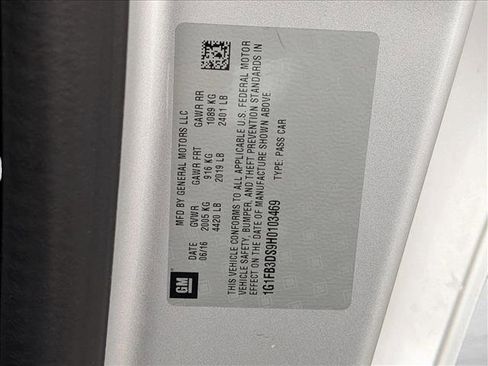 GM
MFD BY GENERAL MOTORS LLC
DATE GVWR GAWR FRT GAWR RR
06/16 2005 KG 916 KG 1089 KG
4420 LB 2019 LB 2401 LB
THIS VEHICLE CONFORMS TO ALL APPLICABLE U.S. FEDERAL MOTOR
VEHICLE SAFETY, BUMPER, AND THEFT PREVENTION STANDARDS IN
EFFECT ON THE DATE OF MANUFACTURE SHOWN ABOVE.
1G1FB3DS9H0103469 TYPE: PASS CAR